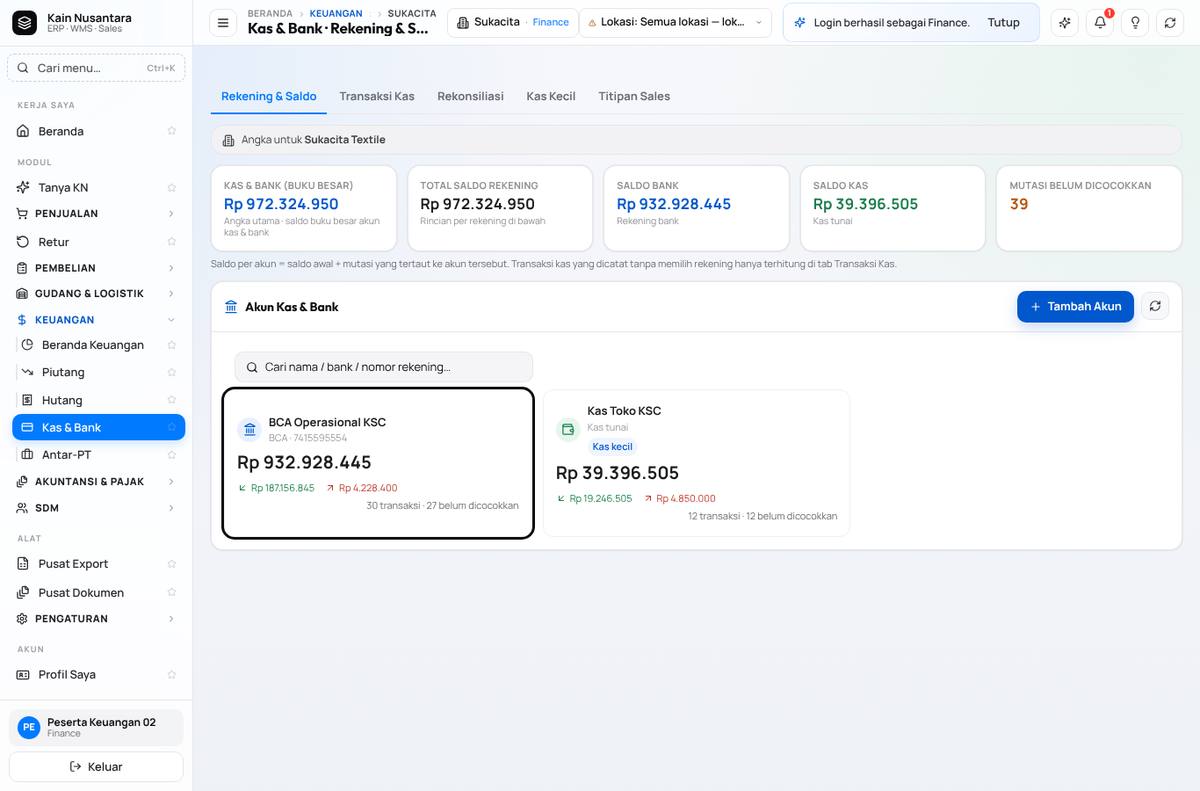 Kain Nusantara
ERP · WMS · Sales
Cari menu... Ctrl+K
KERJA SAYA
Beranda
MODUL
Tanya KN
PENJUALAN
Retur
PEMBELIAN
GUDANG & LOGISTIK
KEUANGAN
Beranda Keuangan
Piutang
Hutang
Kas & Bank
Antar-PT
AKUNTANSI & PAJAK
SDM
ALAT
Pusat Export
Pusat Dokumen
PENGATURAN
AKUN
Profil Saya
PE
Peserta Keuangan 02
Finance
Keluar
BERANDA > KEUANGAN > SUKACITA
Kas & Bank · Rekening & S...
Sukacita · Finance
Lokasi: Semua lokasi — lok...
Login berhasil sebagai Finance. Tutup
1
Rekening & Saldo Transaksi Kas Rekonsiliasi Kas Kecil Titipan Sales
Angka untuk Sukacita Textile
KAS & BANK (BUKU BESAR)
Rp 972.324.950
Angka utama · saldo buku besar akun
kas & bank
TOTAL SALDO REKENING
Rp 972.324.950
Rincian per rekening di bawah
SALDO BANK
Rp 932.928.445
Rekening bank
SALDO KAS
Rp 39.396.505
Kas tunai
MUTASI BELUM DICOCOKKAN
39
Saldo per akun = saldo awal + mutasi yang tertaut ke akun tersebut. Transaksi kas yang dicatat tanpa memilih rekening hanya terhitung di tab Transaksi Kas.
Akun Kas & Bank
+ Tambah Akun
Cari nama / bank / nomor rekening...
BCA Operasional KSC
BCA · 7415595554
Rp 932.928.445
Rp 187.156.845 Rp 4.228.400
30 transaksi · 27 belum dicocokkan
Kas Toko KSC
Kas tunai
Kas kecil
Rp 39.396.505
Rp 19.246.505 Rp 4.850.000
12 transaksi · 12 belum dicocokkan